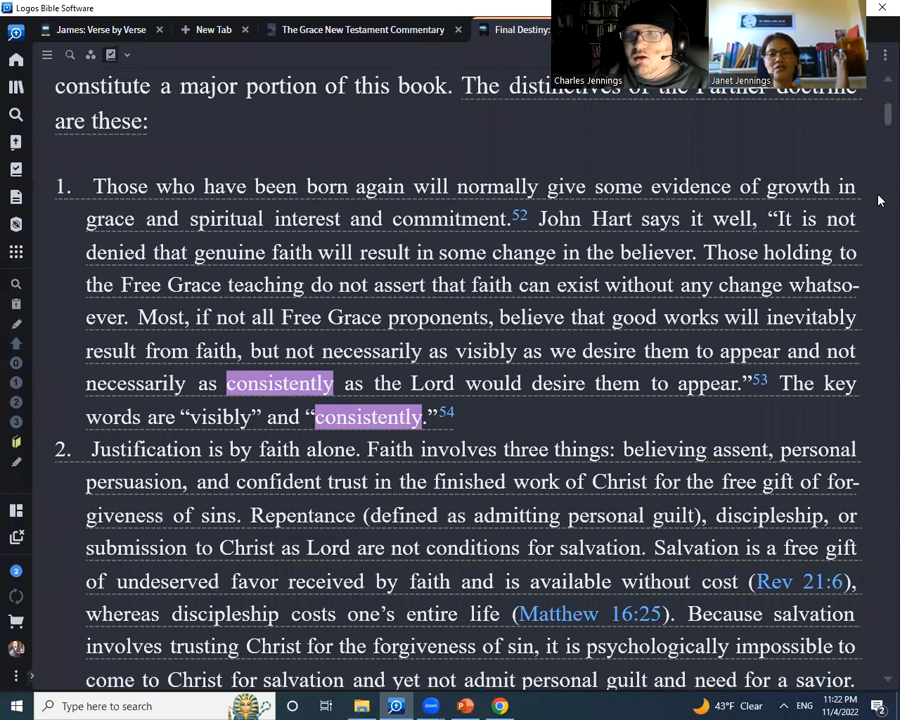 Logos Bible Software
James: Verse by Verse
New Tab
The Grace New Testament Commentary
Final Destiny:
Charles Jennings
Janet Jennings
constitute a major portion of this book. The distinctives of the Partner doctrine
are these:
1. Those who have been born again will normally give some evidence of growth in
grace and spiritual interest and commitment.52 John Hart says it well, “It is not
denied that genuine faith will result in some change in the believer. Those holding to
the Free Grace teaching do not assert that faith can exist without any change whatso-
ever. Most, if not all Free Grace proponents, believe that good works will inevitably
result from faith, but not necessarily as visibly as we desire them to appear and not
necessarily as consistently as the Lord would desire them to appear.”53 The key
words are “visibly” and “consistently.”54
2. Justification is by faith alone. Faith involves three things: believing assent, personal
persuasion, and confident trust in the finished work of Christ for the free gift of for-
giveness of sins. Repentance (defined as admitting personal guilt), discipleship, or
submission to Christ as Lord are not conditions for salvation. Salvation is a free gift
of undeserved favor received by faith and is available without cost (Rev 21:6),
whereas discipleship costs one’s entire life (Matthew 16:25). Because salvation
involves trusting Christ for the forgiveness of sin, it is psychologically impossible to
come to Christ for salvation and yet not admit personal guilt and need for a savior.
0
1
2
3
2
Type here to search
43°F Clear
ENG
11:22 PM
11/4/2022
2